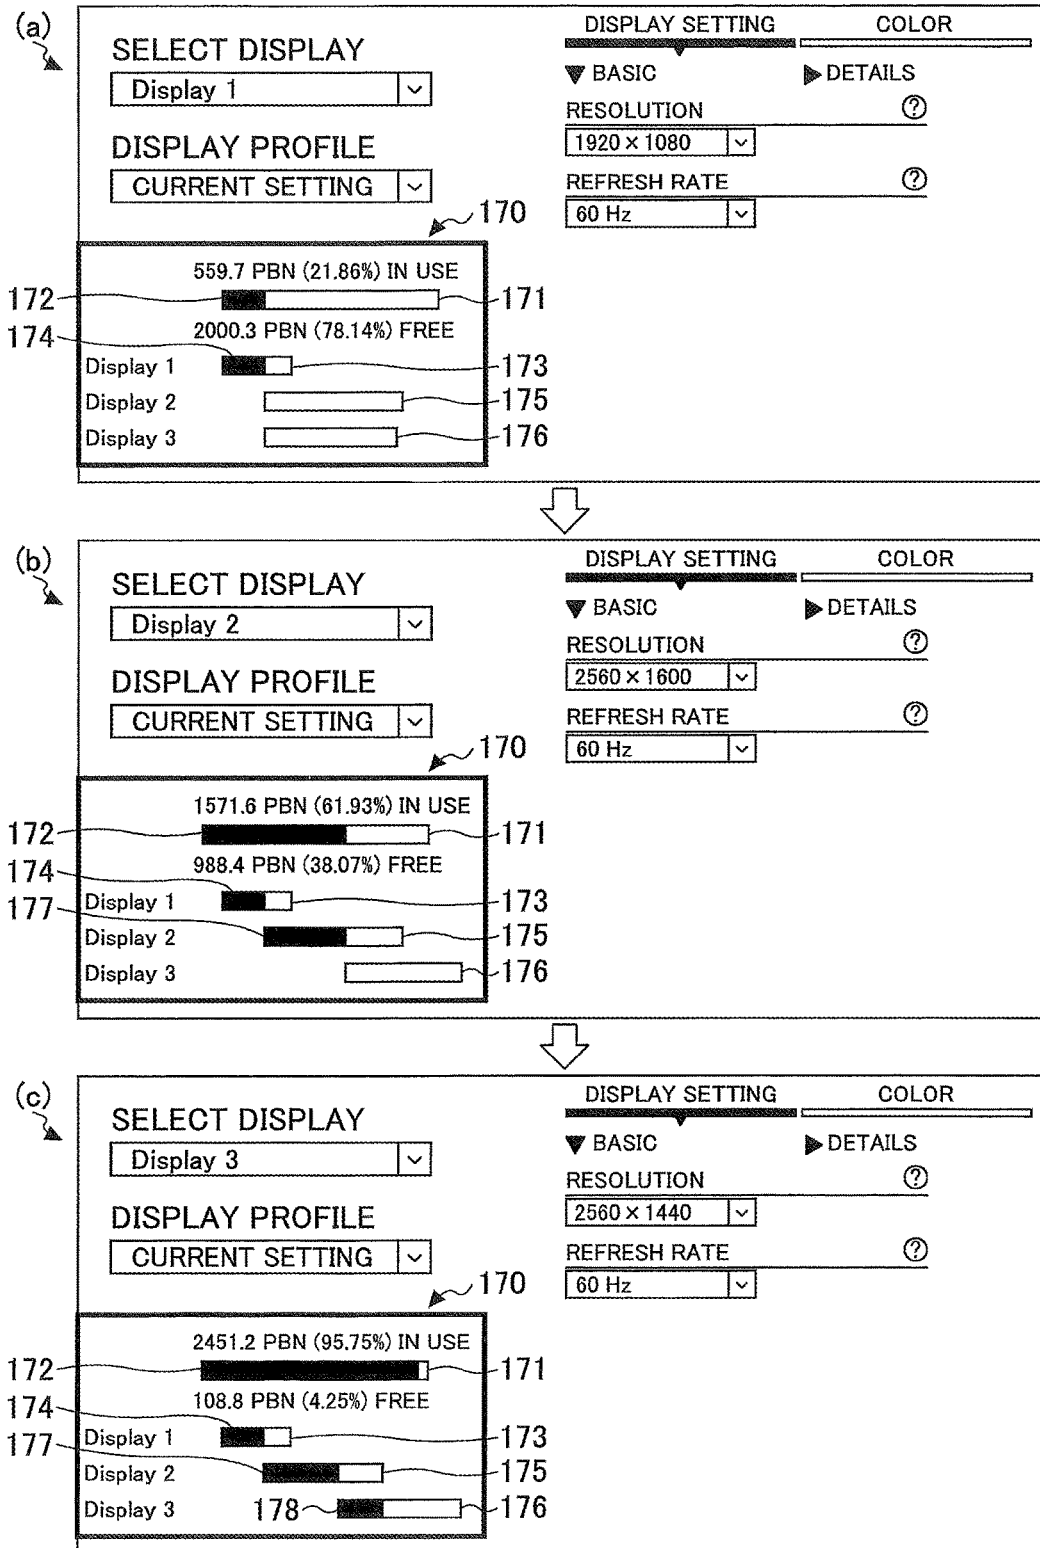 (a)
SELECT DISPLAY
Display 1
DISPLAY PROFILE
CURRENT SETTING
DISPLAY SETTING
COLOR
BASIC
DETAILS
RESOLUTION
?
1920×1080
REFRESH RATE
?
60 Hz
170
559.7 PBN (21.86%) IN USE
172
171
2000.3 PBN (78.14%) FREE
174
Display 1
173
Display 2
175
Display 3
176
(b)
SELECT DISPLAY
Display 2
DISPLAY PROFILE
CURRENT SETTING
DISPLAY SETTING
COLOR
BASIC
DETAILS
RESOLUTION
?
2560×1600
REFRESH RATE
?
60 Hz
170
1571.6 PBN (61.93%) IN USE
172
171
988.4 PBN (38.07%) FREE
174
Display 1
173
177
Display 2
175
Display 3
176
(c)
SELECT DISPLAY
Display 3
DISPLAY PROFILE
CURRENT SETTING
DISPLAY SETTING
COLOR
BASIC
DETAILS
RESOLUTION
?
2560×1440
REFRESH RATE
?
60 Hz
170
2451.2 PBN (95.75%) IN USE
172
171
108.8 PBN (4.25%) FREE
174
Display 1
173
177
Display 2
175
Display 3
178
176